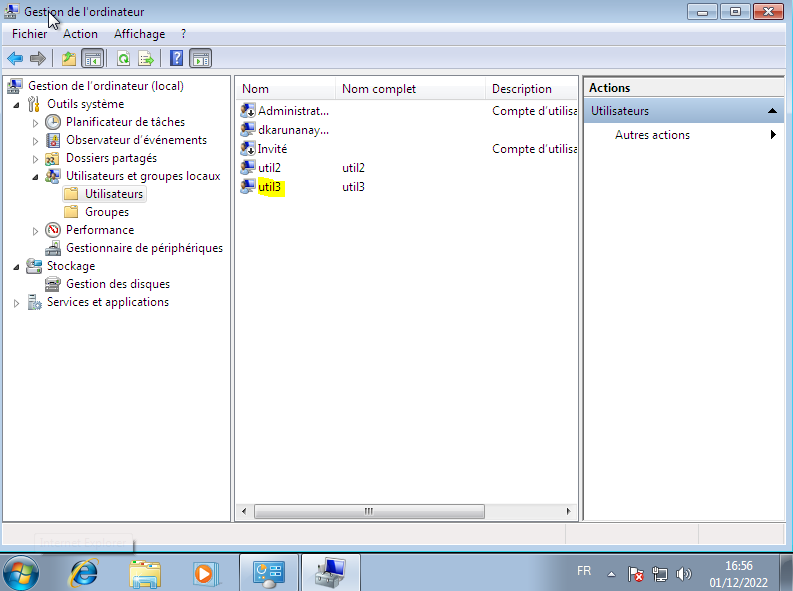 Gestion de l'ordinateur
Fichier Action Affichage ?
Gestion de l'ordinateur (local)
Outils système
Planificateur de tâches
Observateur d'événements
Dossiers partagés
Utilisateurs et groupes locaux
Utilisateurs
Groupes
Performance
Gestionnaire de périphériques
Stockage
Gestion des disques
Services et applications
Nom Nom complet Description
Administrat... Compte d'utilisa
dkarunanay...
Invité Compte d'utilisa
util2 util2
util3 util3
Actions
Utilisateurs
Autres actions
Internet Explorer
FR
16:56
01/12/2022